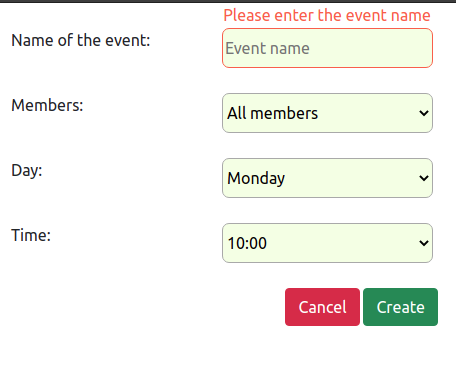 Please enter the event name
Name of the event:
Event name
Members:
All members
Day:
Monday
Time:
10:00
Cancel Create